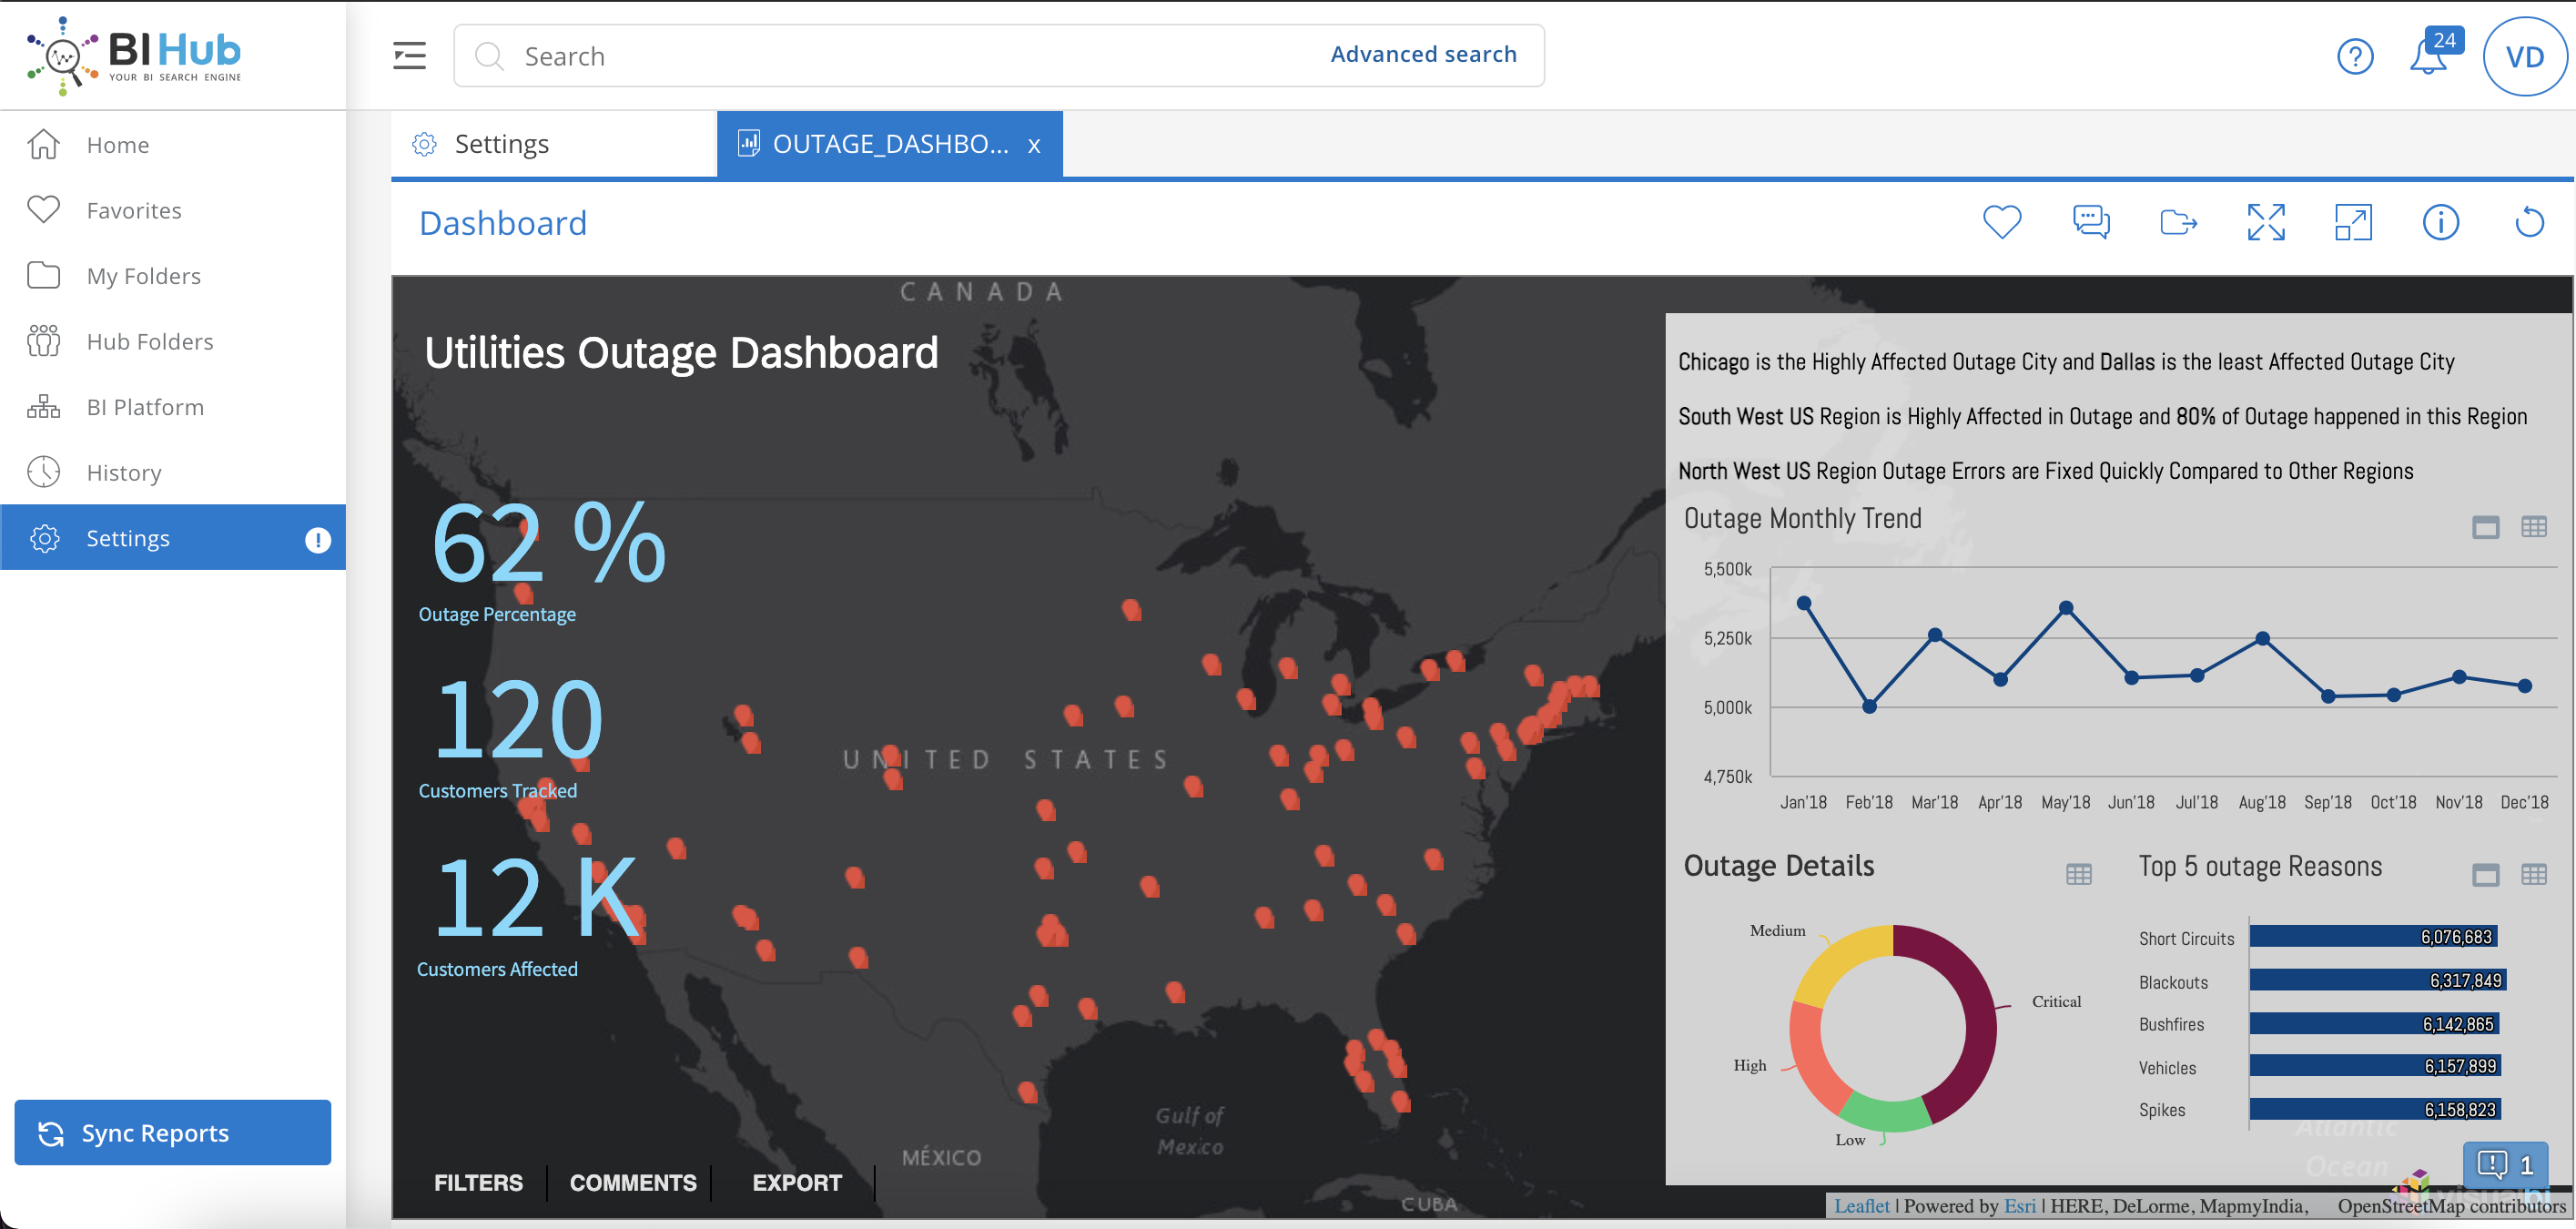 BI Hub
YOUR BI SEARCH ENGINE
Search
Advanced search
24
VD
Home
Favorites
My Folders
Hub Folders
BI Platform
History
Settings
Sync Reports
Settings
OUTAGE_DASHBO... x
Dashboard
CANADA
Utilities Outage Dashboard
62 %
Outage Percentage
120
Customers Tracked
12 K
Customers Affected
UNITED STATES
Gulf of
Mexico
MÉXICO
CUBA
FILTERS
COMMENTS
EXPORT
Chicago is the Highly Affected Outage City and Dallas is the least Affected Outage City
South West US Region is Highly Affected in Outage and 80% of Outage happened in this Region
North West US Region Outage Errors are Fixed Quickly Compared to Other Regions
Outage Monthly Trend
5,500k
5,250k
5,000k
4,750k
Jan'18 Feb'18 Mar'18 Apr'18 May'18 Jun'18 Jul'18 Aug'18 Sep'18 Oct'18 Nov'18 Dec'18
Outage Details
Medium
Critical
High
Low
Top 5 outage Reasons
Short Circuits 6,076,683
Blackouts 6,317,849
Bushfires 6,142,865
Vehicles 6,157,899
Spikes 6,158,823
Atlantic
Ocean
1
visualbi
Leaflet | Powered by Esri | HERE, DeLorme, MapmyIndia, OpenStreetMap contributors